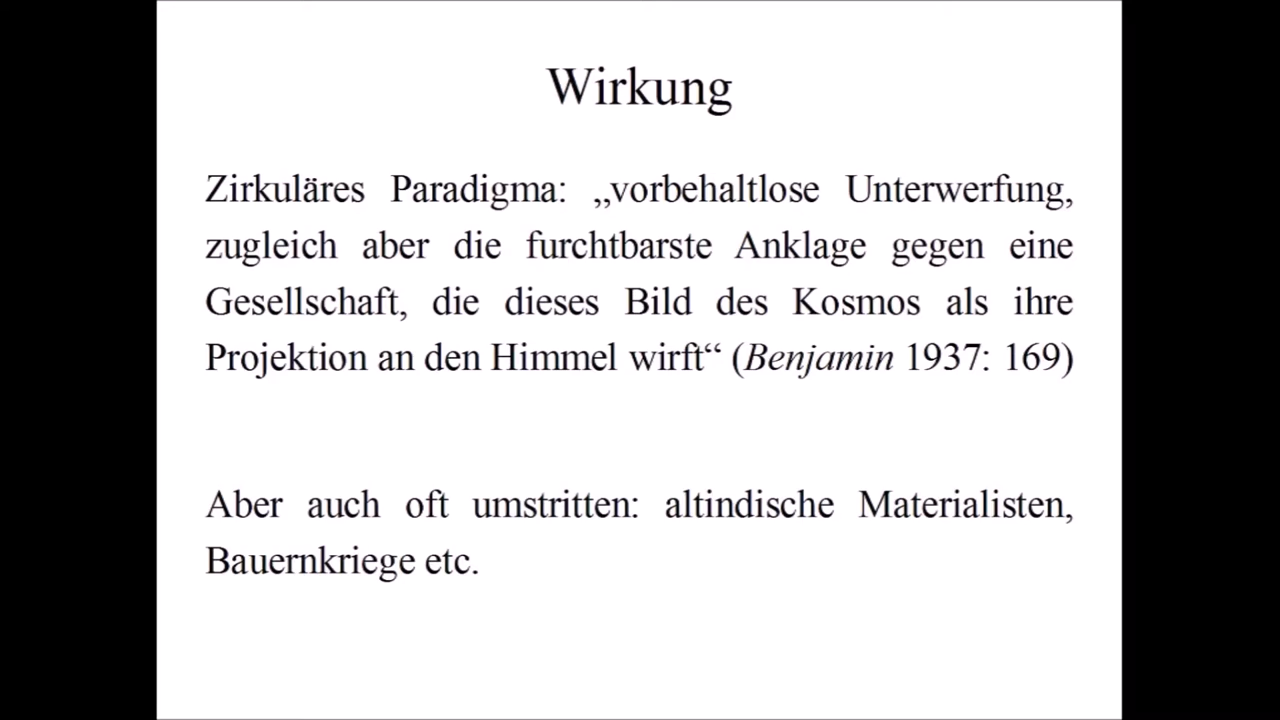 Wirkung
Zirkuläres Paradigma: „vorbehaltlose Unterwerfung,
zugleich aber die furchtbarste Anklage gegen eine
Gesellschaft, die dieses Bild des Kosmos als ihre
Projektion an den Himmel wirft“ (Benjamin 1937: 169)
Aber auch oft umstritten: altindische Materialisten,
Bauernkriege etc.